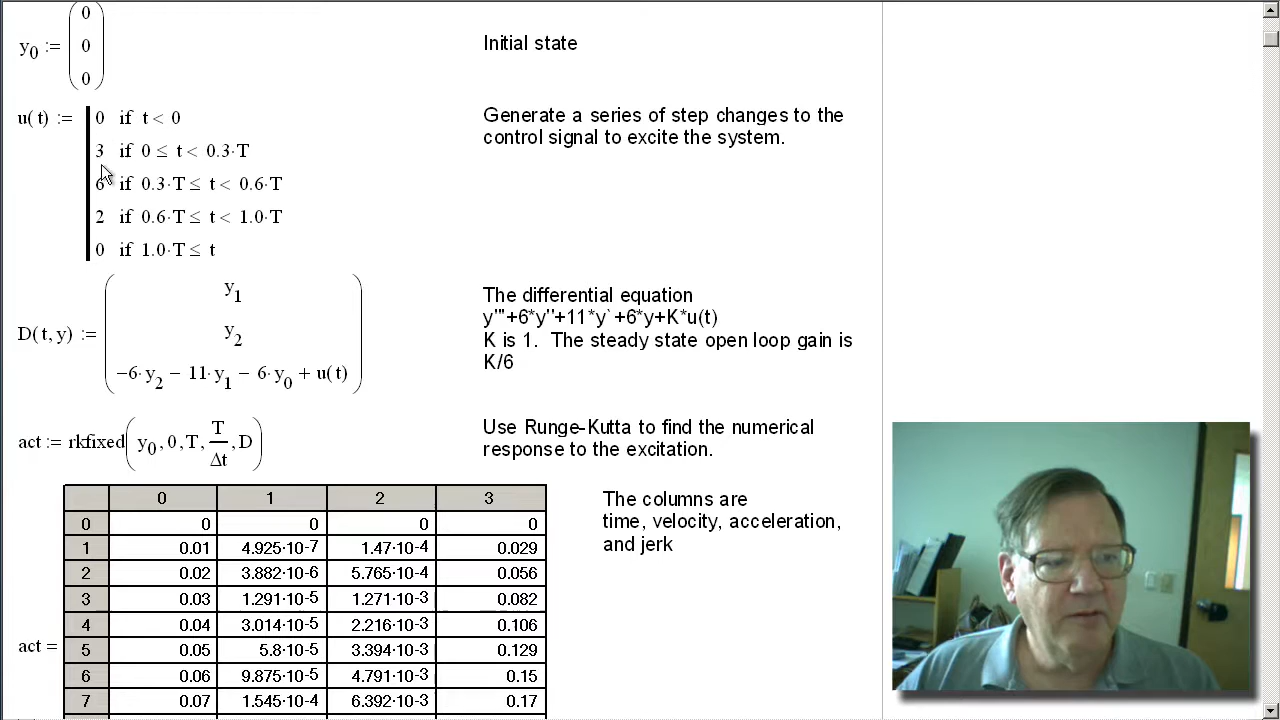 0
y0 := 0
0
Initial state
u(t) := 0 if t < 0
3 if 0 ≤ t < 0.3·T
6 if 0.3·T ≤ t < 0.6·T
2 if 0.6·T ≤ t < 1.0·T
0 if 1.0·T ≤ t
Generate a series of step changes to the
control signal to excite the system.
y1
D(t,y) := y2
-6·y2 - 11·y1 - 6·y0 + u(t)
The differential equation
y'''+6*y''+11*y`+6*y+K*u(t)
K is 1. The steady state open loop gain is
K/6
act := rkfixed(y0, 0, T, T/Δt, D)
Use Runge-Kutta to find the numerical
response to the excitation.
0 1 2 3
0 0 0 0 0
1 0.01 4.925·10-7 1.47·10-4 0.029
2 0.02 3.882·10-6 5.765·10-4 0.056
3 0.03 1.291·10-5 1.271·10-3 0.082
4 0.04 3.014·10-5 2.216·10-3 0.106
act =
5 0.05 5.8·10-5 3.394·10-3 0.129
6 0.06 9.875·10-5 4.791·10-3 0.15
7 0.07 1.545·10-4 6.392·10-3 0.17
The columns are
time, velocity, acceleration,
and jerk